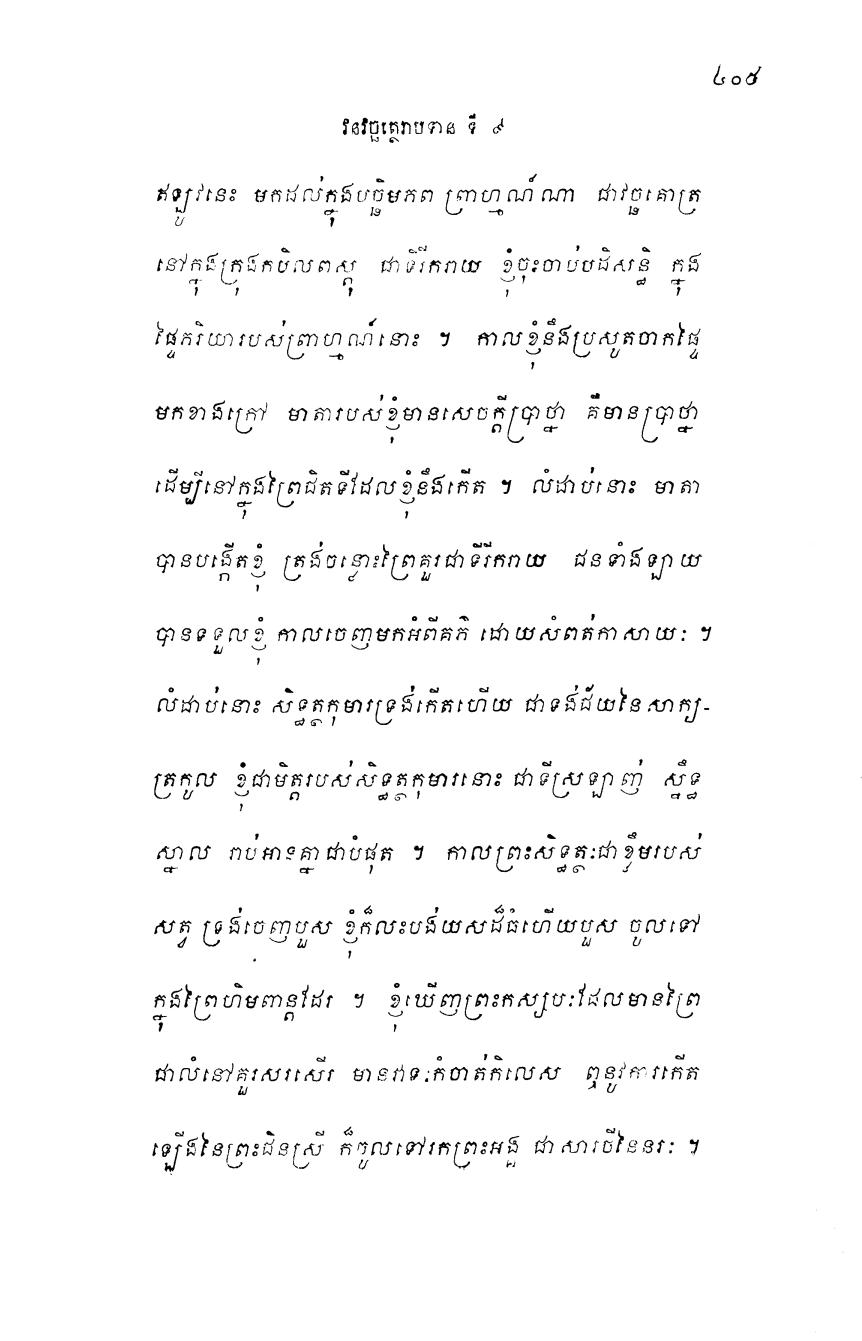 ៤០៥
វនវច្ឆត្ថេរាបទាន ទី ៩
ឥឡូវនេះ មកដល់ក្នុងបច្ឆិមភព ព្រាហ្មណ៍ណា ជាវច្ឆគោត្រ
នៅក្នុងក្រុងកបិលពស្តុ ជាទីរីករាយ ខ្ញុំចុះចាប់បដិសន្ធិ ក្នុង
ផ្ទៃភរិយារបស់ព្រាហ្មណ៍នោះ ។ កាលខ្ញុំនឹងប្រសូតចាកផ្ទៃ
មកខាងក្រៅ មាតារបស់ខ្ញុំមានសេចក្តីប្រាថ្នា គឺមានប្រាថ្នា
ដើម្បីនៅក្នុងព្រៃជិតទីដែលខ្ញុំនឹងកើត ។ លំដាប់នោះ មាតា
បានបង្កើតខ្ញុំ ត្រង់ចន្លោះព្រៃគួរជាទីរីករាយ ជនទាំងឡាយ
បានទទួលខ្ញុំ កាលចេញមកអំពីគភ៌ ដោយសំពត់កាសាយៈ ។
លំដាប់នោះ សិទ្ធត្ថកុមារទ្រង់កើតហើយ ជាទង់ជ័យនៃសាក្យ-
ត្រកូល ខ្ញុំជាមិត្តរបស់សិទ្ធត្ថកុមារនោះ ជាទីស្រឡាញ់ ស្និទ្ធ
ស្នាល រាប់អានគ្នាជាបំផុត ។ កាលព្រះសិទ្ធត្ថៈជាខ្លឹមរបស់
សត្វ ទ្រង់ចេញបួស ខ្ញុំក៏លះបង់យសដ៏ធំហើយបួស ចូលទៅ
ក្នុងព្រៃហិមពាន្តដែរ ។ ខ្ញុំឃើញព្រះកស្សបៈដែលមានព្រៃ
ជាលំនៅគួរសរសើរ មានវាទៈកំចាត់កិលេស ឮនូវការកើត
ឡើងនៃព្រះជិនស្រី ក៏ចូលទៅរកព្រះអង្គ ជាសារថីនៃនរៈ ។